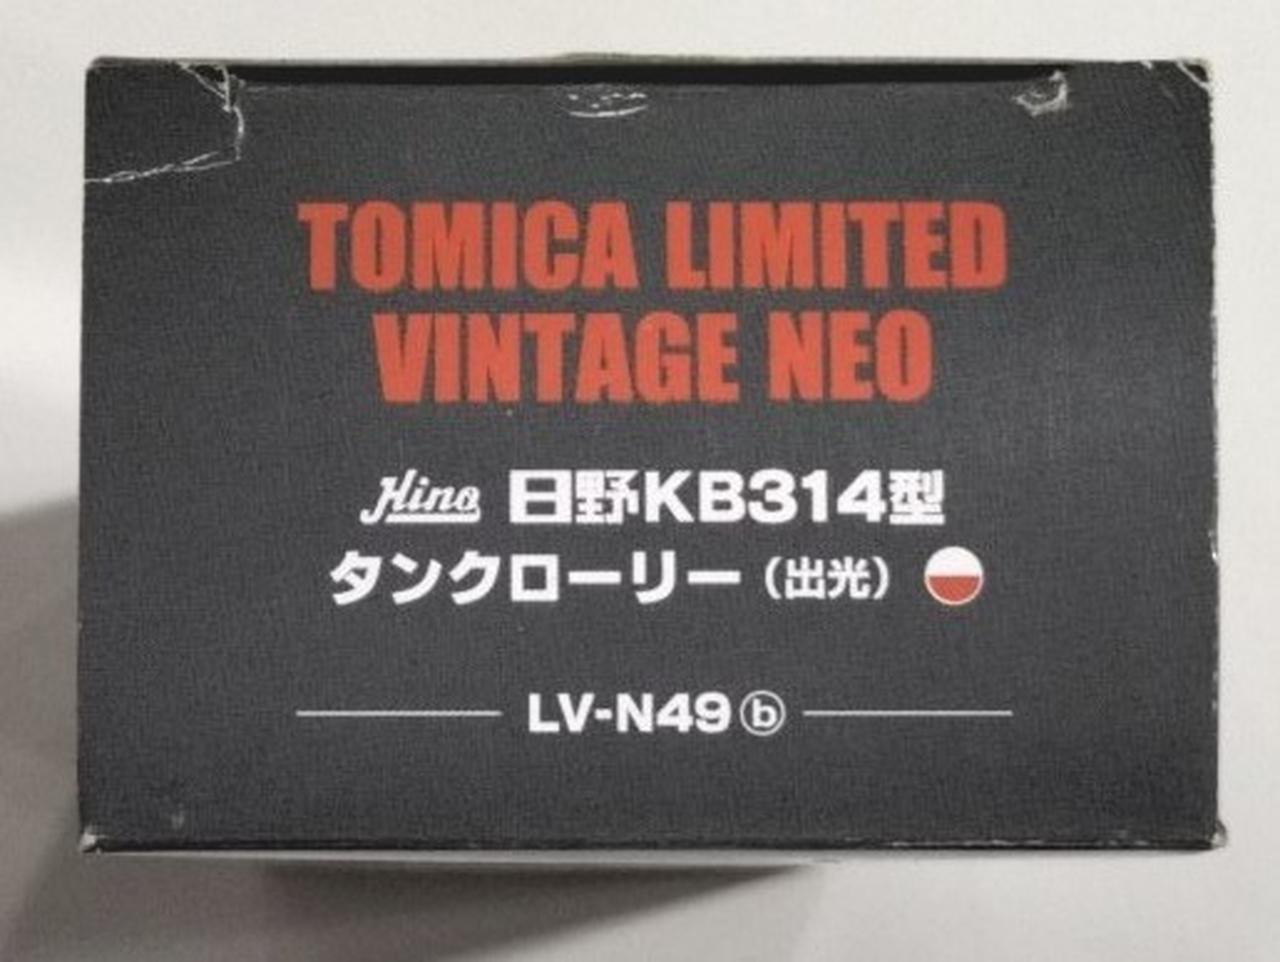 TOMICA LIMITED
VINTAGE NEO
Hino 日野KB314型
タンクローリー（出光）
LV-N49ⓑ